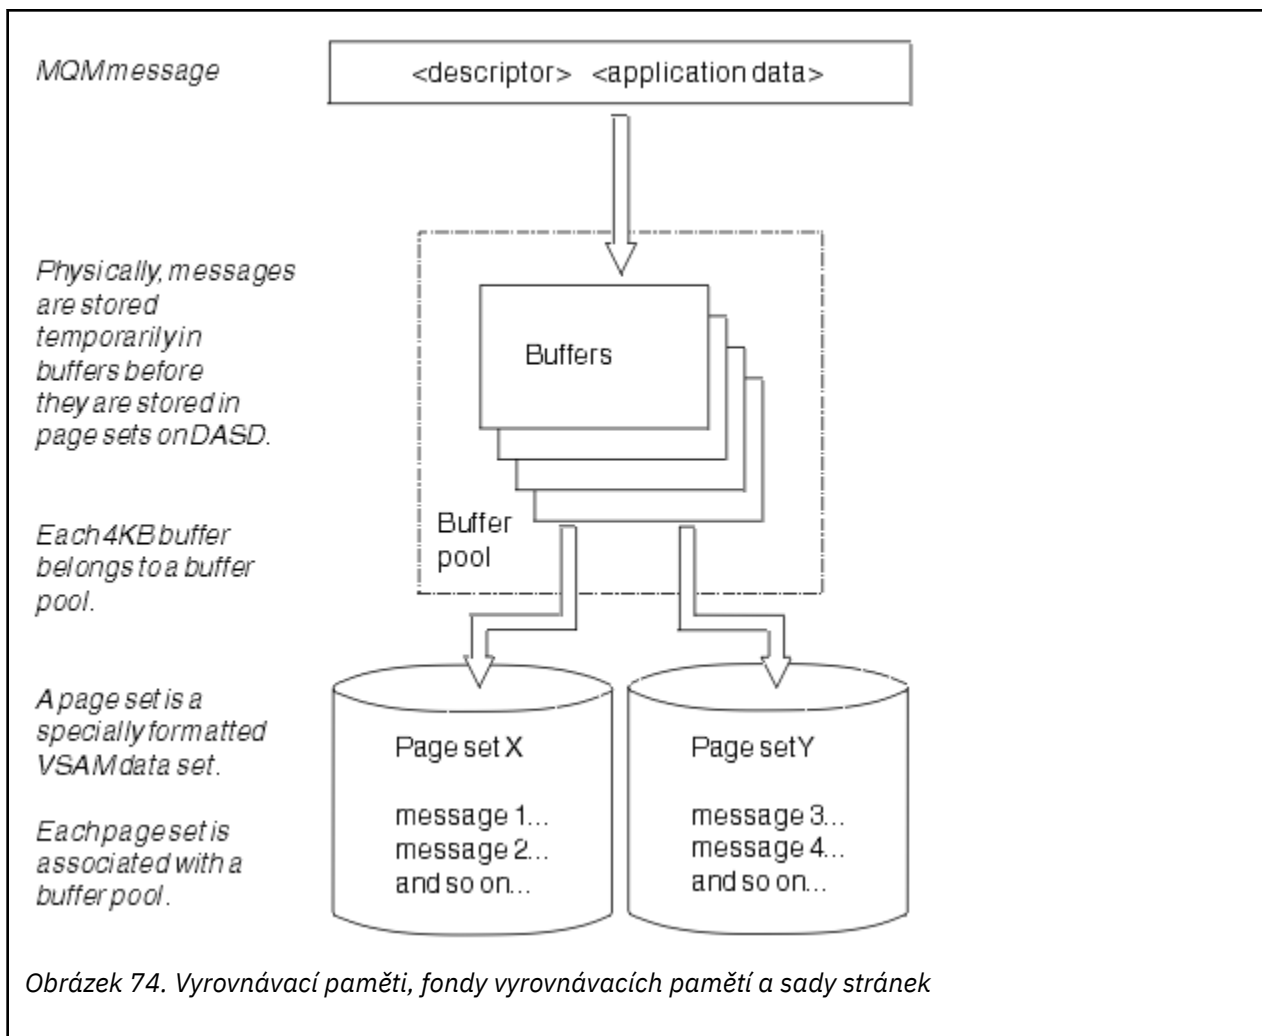 MQM message
<descriptor> <application data>
Physically, messages
are stored
temporarily in
buffers before
they are stored in
page sets on DASD.
Buffers
Each 4KB buffer
belongs to a buffer
pool.
Buffer
pool
A page set is a
specially formatted
VSAM data set.
Each page set is
associated with a
buffer pool.
Page set X
message 1...
message 2...
and so on...
Page set Y
message 3...
message 4...
and so on...
Obrázek 74. Vyrovnávací paměti, fondy vyrovnávacích pamětí a sady stránek